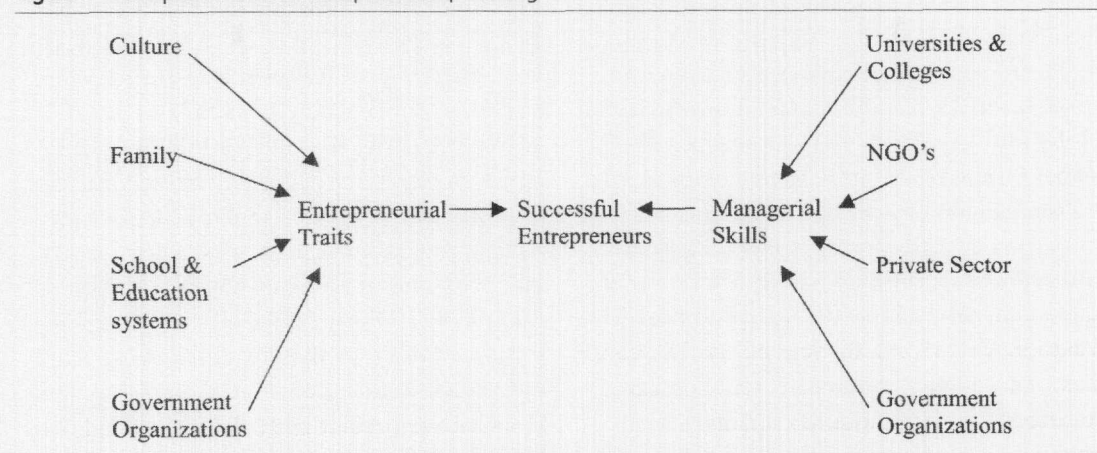 Culture
Family
School &
Education
systems
Government
Organizations
Entrepreneurial
Traits
Successful
Entrepreneurs
Managerial
Skills
Universities &
Colleges
NGO's
Private Sector
Government
Organizations